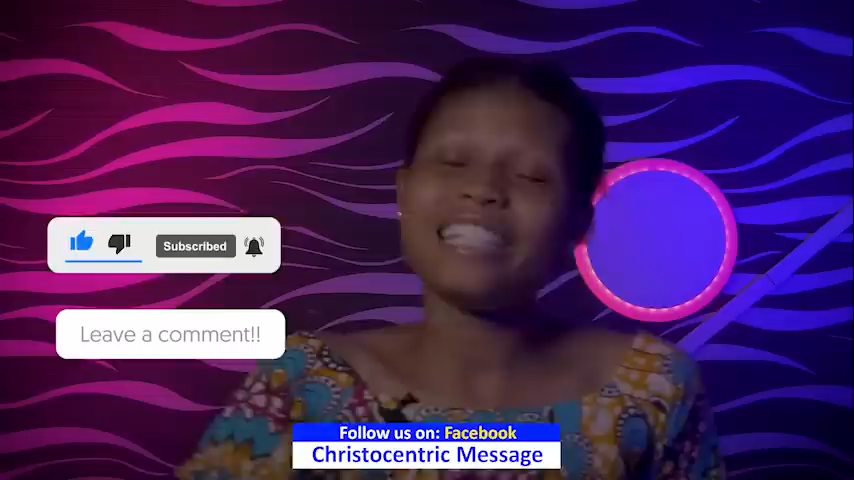 Subscribed
Leave a comment!!
Follow us on: Facebook
Christocentric Message